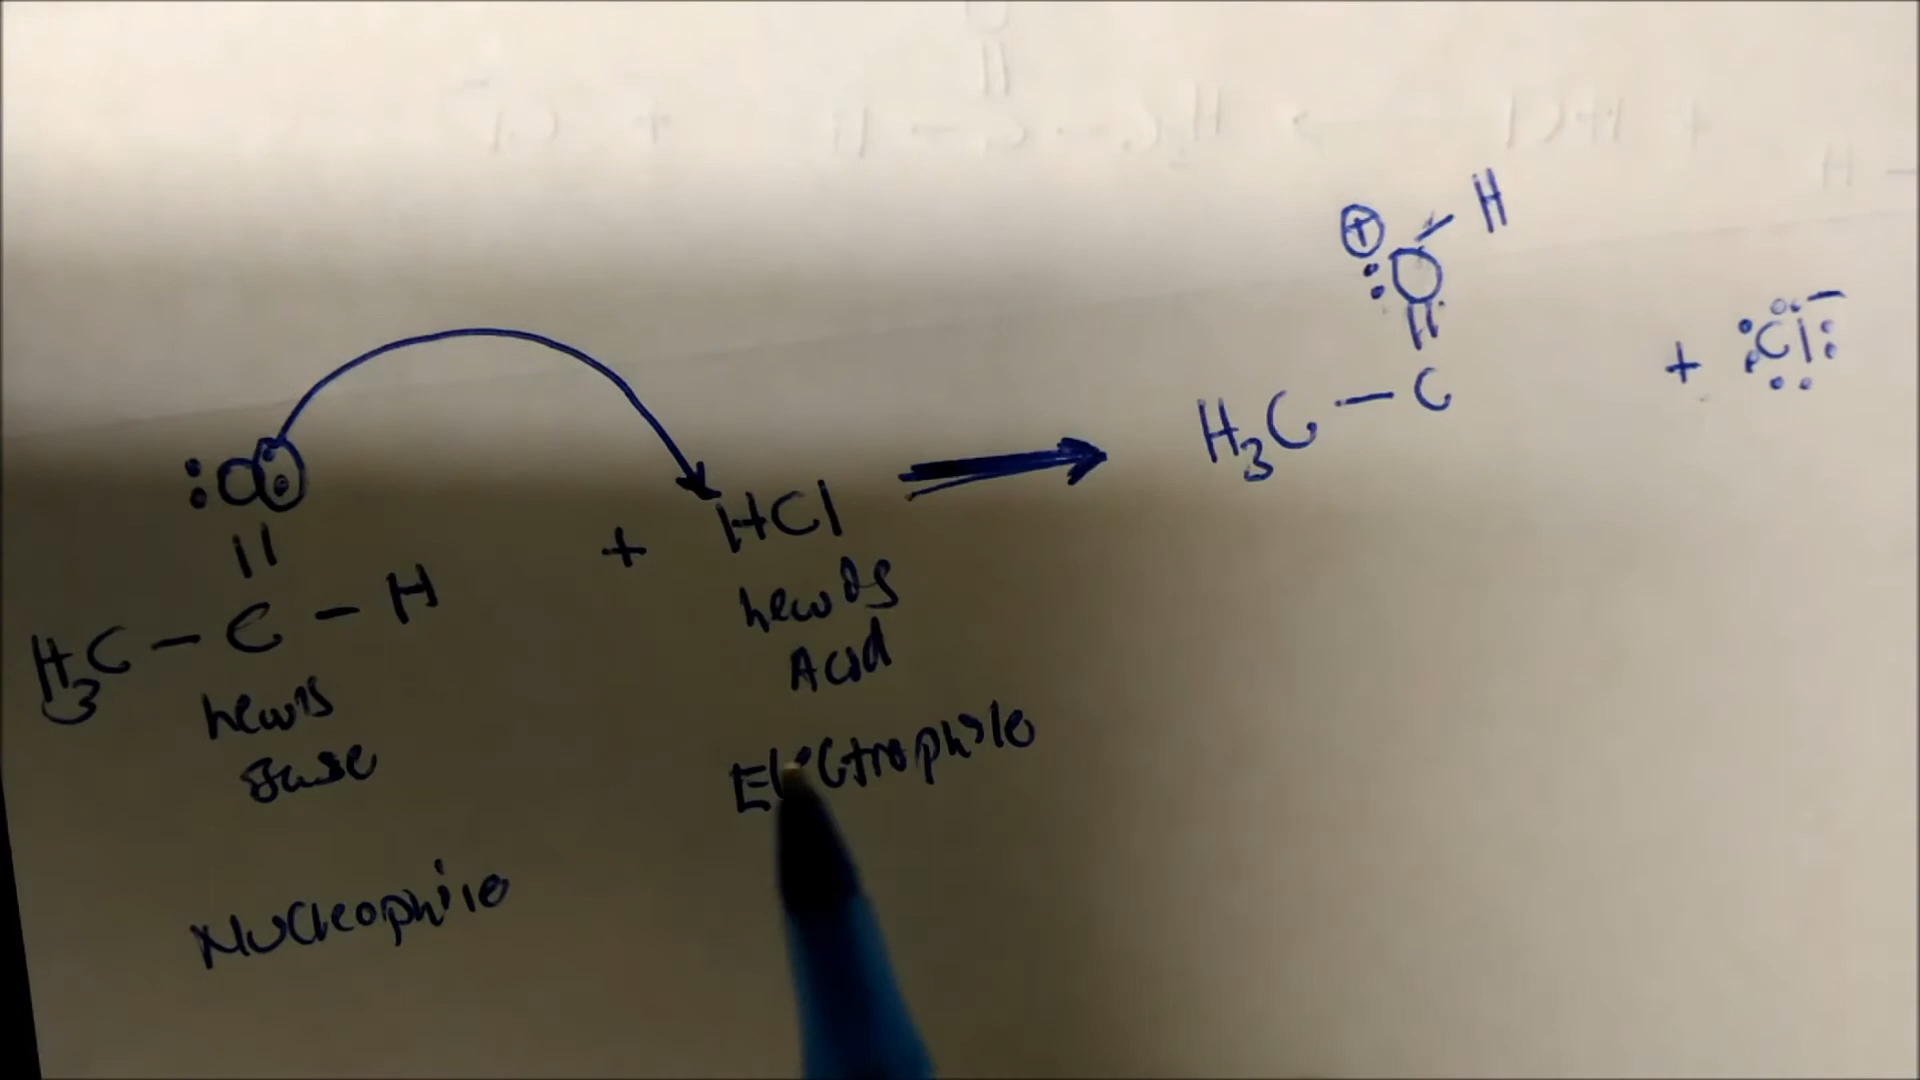 ⊕ O - H
:O: ||
|| H₃C - C + :Cl:⁻
H₃C - C - H + HCl →
Lewis Base
Lewis Acid
Nucleophile
Electrophile